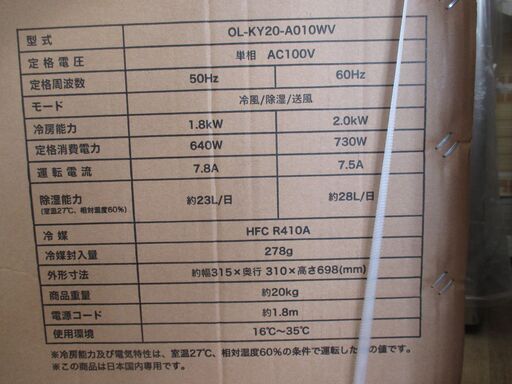 型式 OL-KY20-A010WV
定格電圧 単相 AC100V
定格周波数 50Hz 60Hz
モード 冷風/除湿/送風
冷房能力 1.8kW 2.0kW
定格消費電力 640W 730W
運転電流 7.8A 7.5A
除湿能力 約23L/日 約28L/日
(室温27℃、相対湿度60%)
冷媒 HFC R410A
冷媒封入量 278g
外形寸法 約幅315×奥行310×高さ698(mm)
商品重量 約20kg
電源コード 約1.8m
使用環境 16℃~35℃
※冷房能力及び電気特性は、室温27℃、相対湿度60%の条件で運転した時の値です。
※この商品は日本国内専用です。